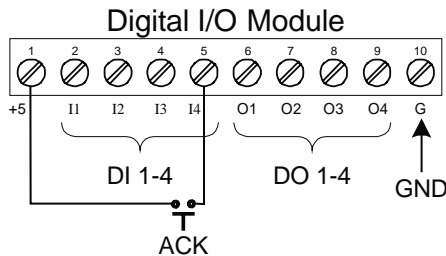 Digital I/O Module
1 2 3 4 5 6 7 8 9 10
+5 I1 I2 I3 I4 O1 O2 O3 O4 G
DI 1-4 DO 1-4
GND
ACK